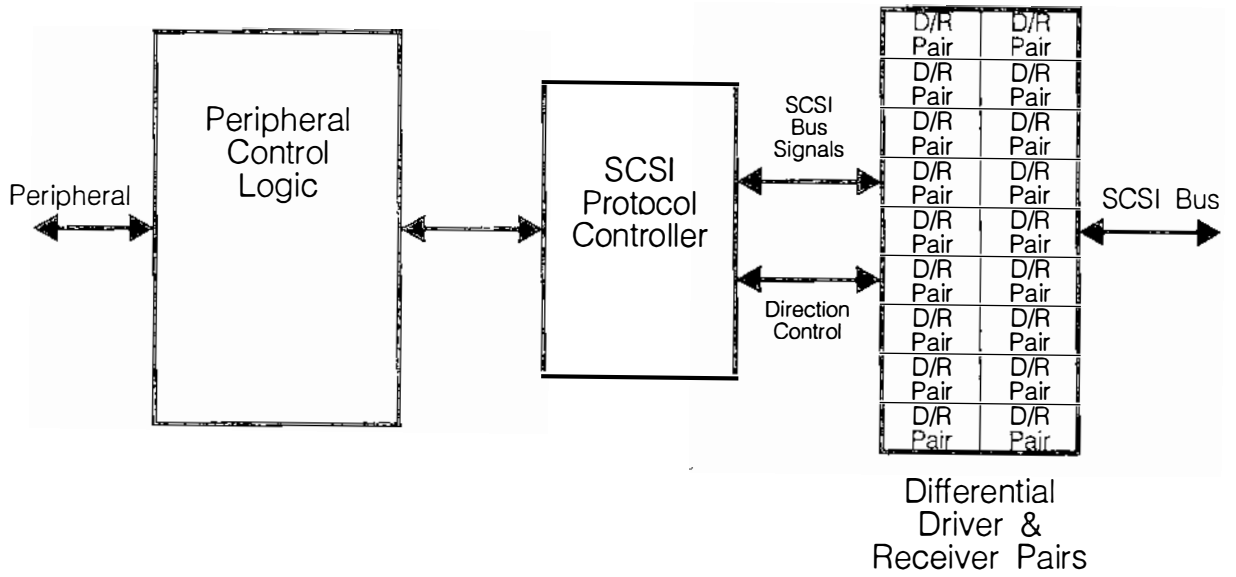 Peripheral
Peripheral
Control
Logic
SCSI
Protocol
Controller
SCSI
Bus
Signals
Direction
Control
D/R D/R
Pair Pair
D/R D/R
Pair Pair
D/R D/R
Pair Pair
D/R D/R
Pair Pair
D/R D/R
Pair Pair
D/R D/R
Pair Pair
D/R D/R
Pair Pair
D/R D/R
Pair Pair
D/R D/R
Pair Pair
SCSI Bus
Differential
Driver &
Receiver Pairs